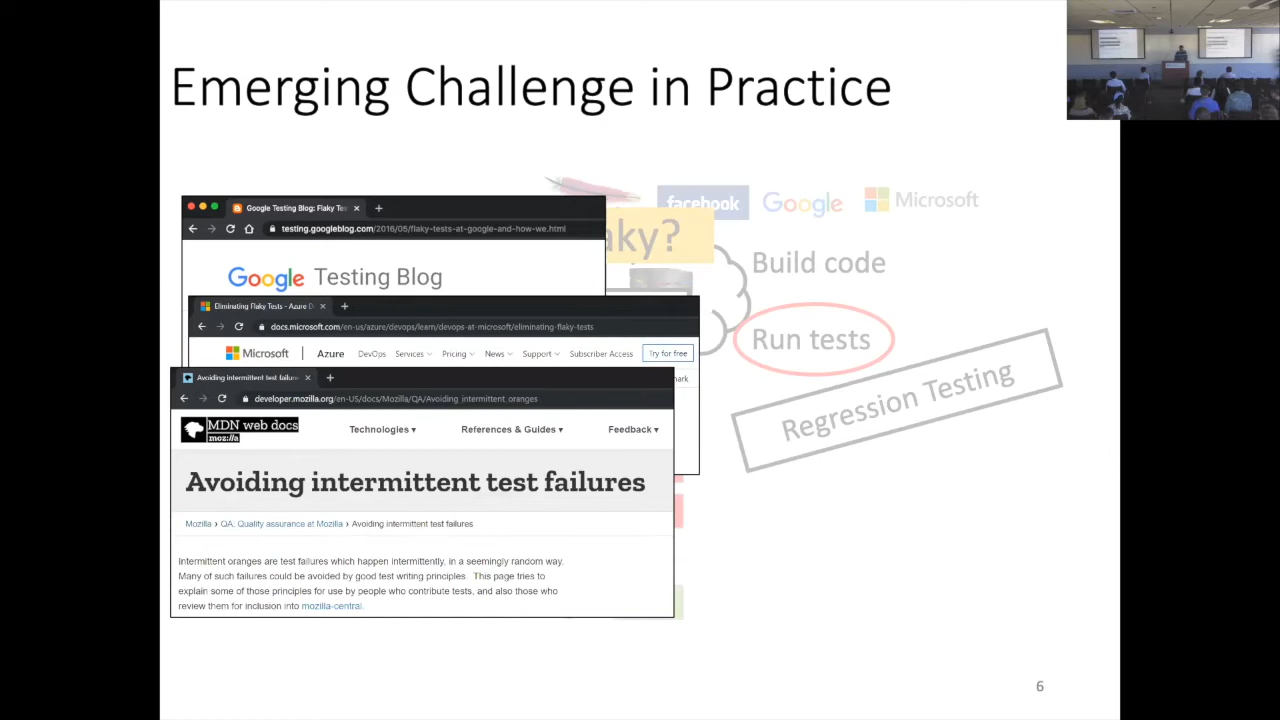 Emerging Challenge in Practice
facebook
Google
Microsoft
aky?
Build code
Run tests
Regression Testing
Google Testing Blog: Flaky Tes
testing.googleblog.com/2016/05/flaky-tests-at-google-and-how-we.html
Google Testing Blog
Eliminating Flaky Tests - Azure D
docs.microsoft.com/en-us/azure/devops/learn/devops-at-microsoft/eliminating-flaky-tests
Microsoft Azure DevOps Services Pricing News Support Subscriber Access Try for free
mark
Avoiding intermittent test failure
developer.mozilla.org/en-US/docs/Mozilla/QA/Avoiding_intermittent_oranges
MDN web docs
moz://a
Technologies ▾ References & Guides ▾ Feedback ▾
Avoiding intermittent test failures
Mozilla › QA: Quality assurance at Mozilla › Avoiding intermittent test failures
Intermittent oranges are test failures which happen intermittently, in a seemingly random way.
Many of such failures could be avoided by good test writing principles. This page tries to
explain some of those principles for use by people who contribute tests, and also those who
review them for inclusion into mozilla-central.
6